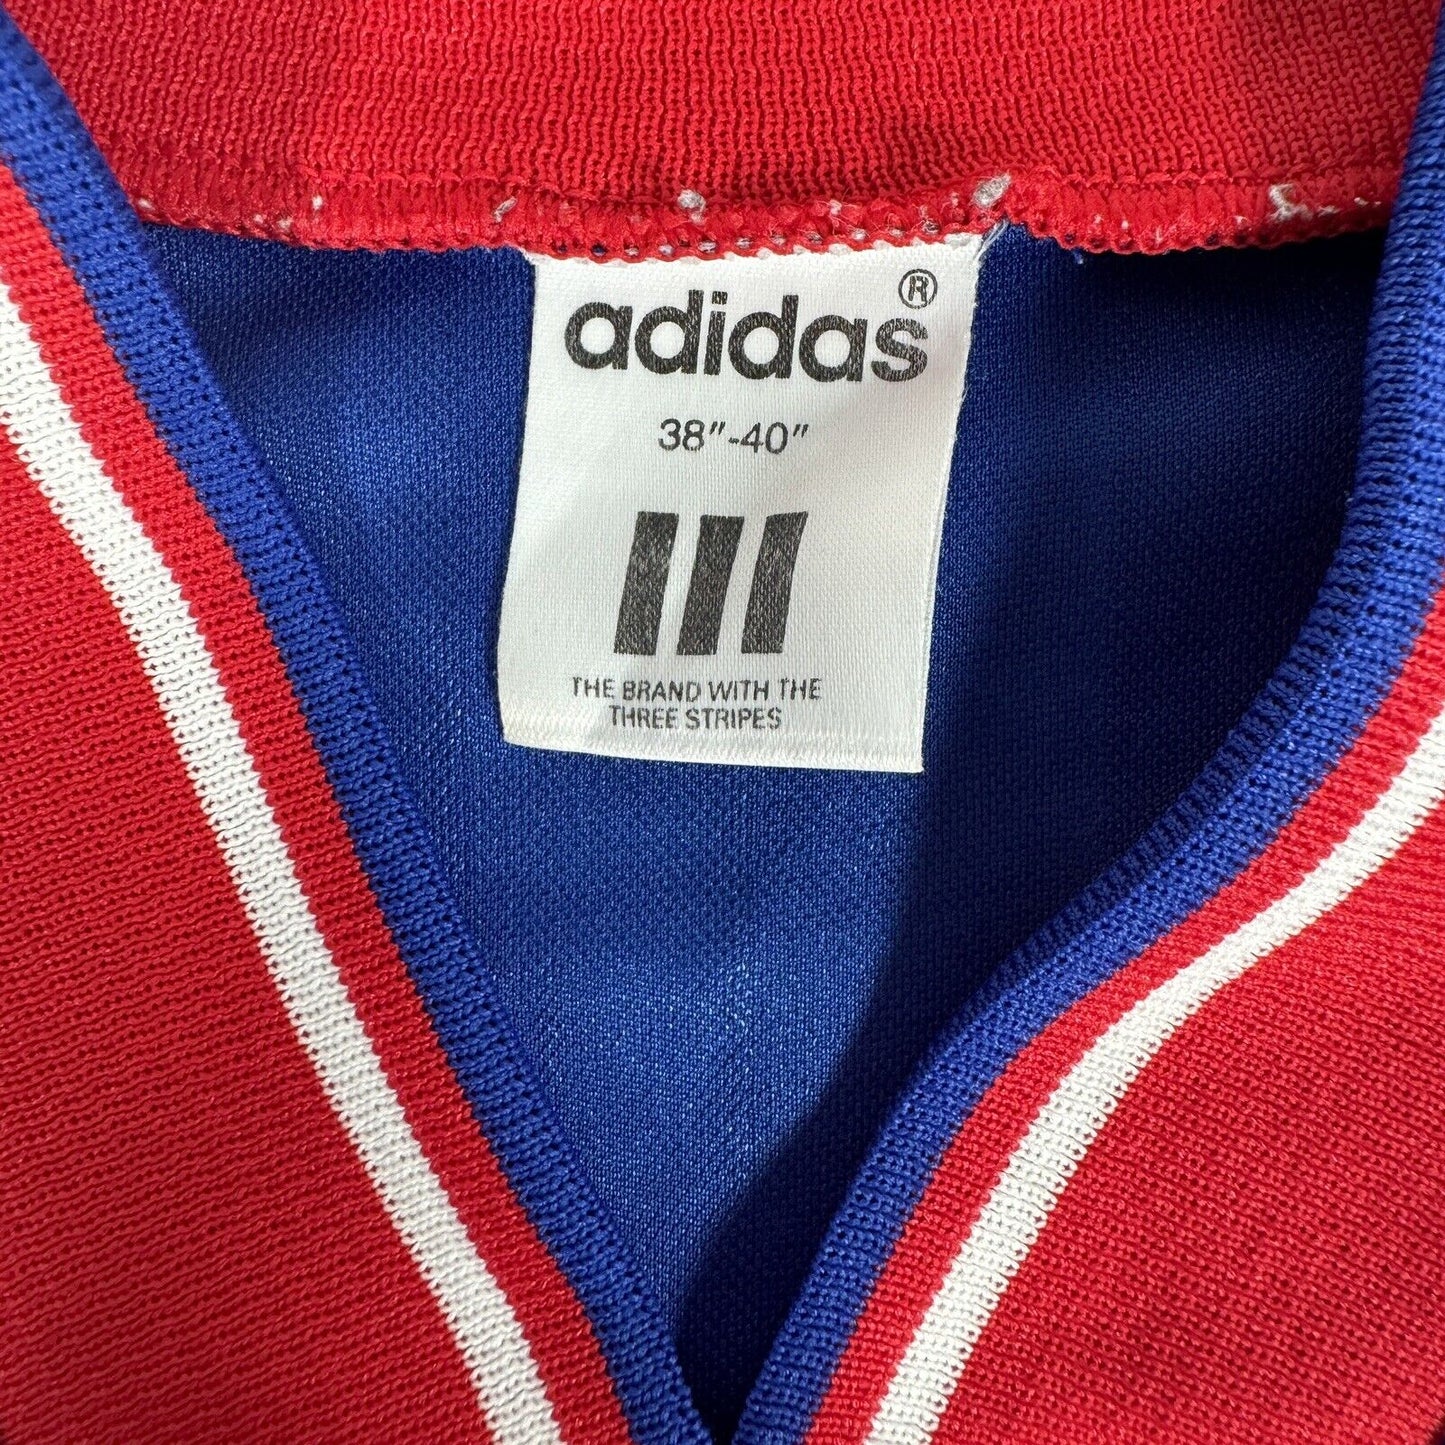 adidas®
38"-40"
THE BRAND WITH THE
THREE STRIPES